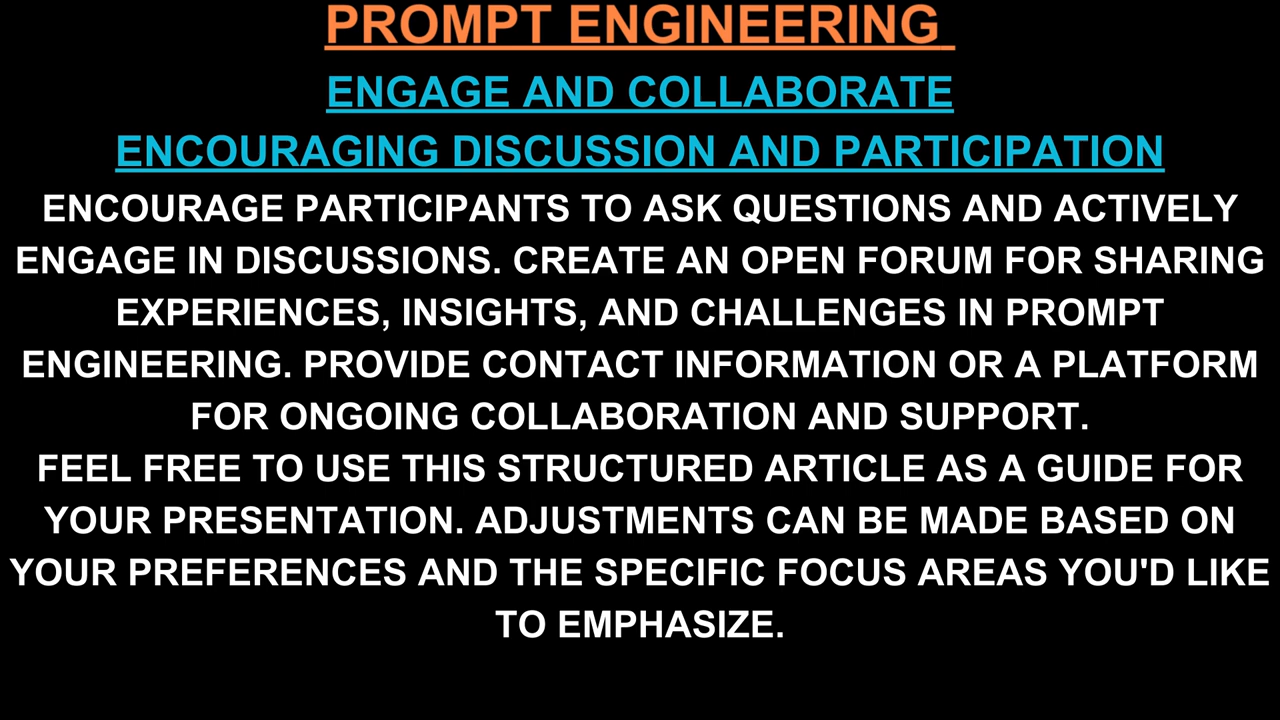 PROMPT ENGINEERING
ENGAGE AND COLLABORATE
ENCOURAGING DISCUSSION AND PARTICIPATION
ENCOURAGE PARTICIPANTS TO ASK QUESTIONS AND ACTIVELY
ENGAGE IN DISCUSSIONS. CREATE AN OPEN FORUM FOR SHARING
EXPERIENCES, INSIGHTS, AND CHALLENGES IN PROMPT
ENGINEERING. PROVIDE CONTACT INFORMATION OR A PLATFORM
FOR ONGOING COLLABORATION AND SUPPORT.
FEEL FREE TO USE THIS STRUCTURED ARTICLE AS A GUIDE FOR
YOUR PRESENTATION. ADJUSTMENTS CAN BE MADE BASED ON
YOUR PREFERENCES AND THE SPECIFIC FOCUS AREAS YOU'D LIKE
TO EMPHASIZE.